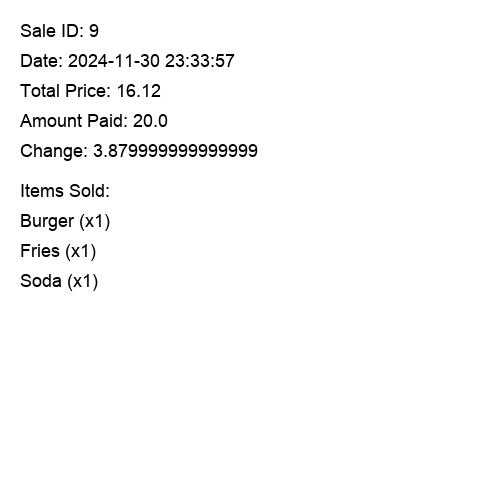 Sale ID: 9
Date: 2024-11-30 23:33:57
Total Price: 16.12
Amount Paid: 20.0
Change: 3.879999999999999
Items Sold:
Burger (x1)
Fries (x1)
Soda (x1)